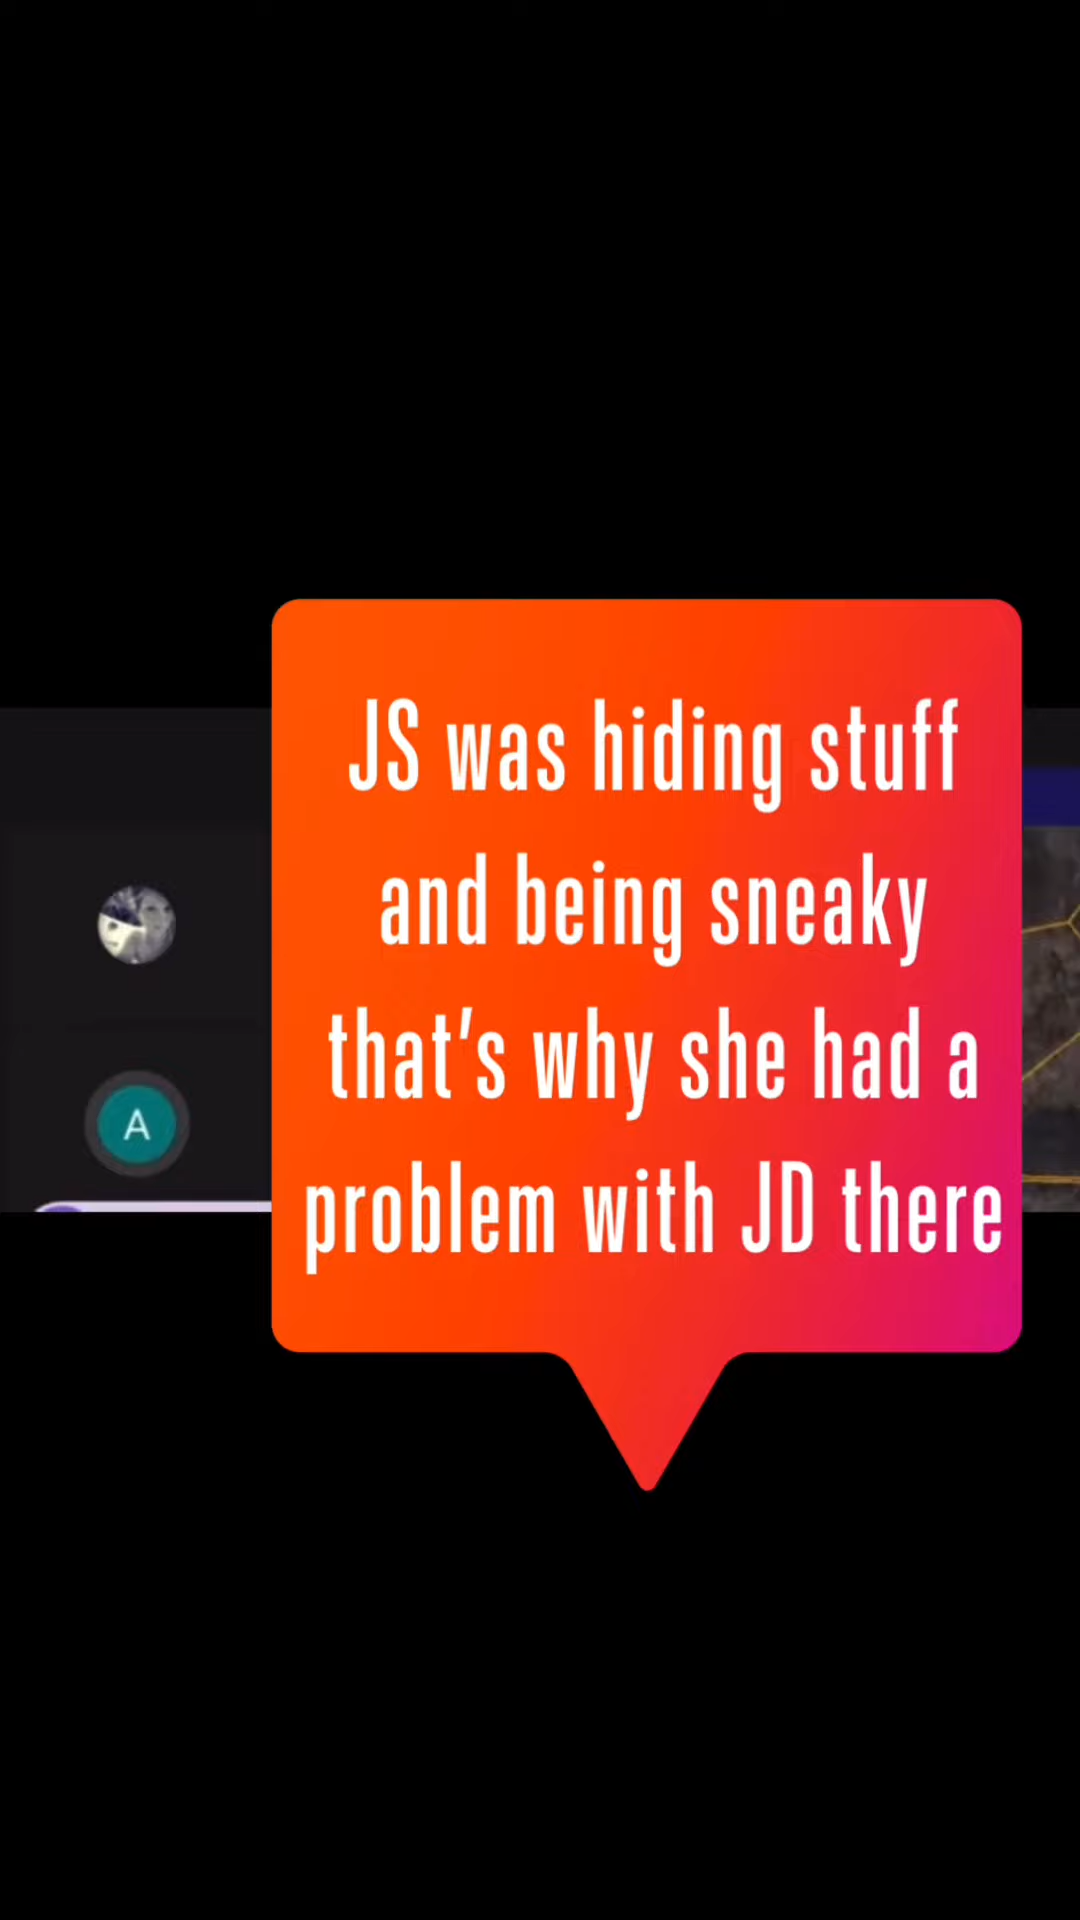 JS was hiding stuff
and being sneaky
that's why she had a
problem with JD there
A